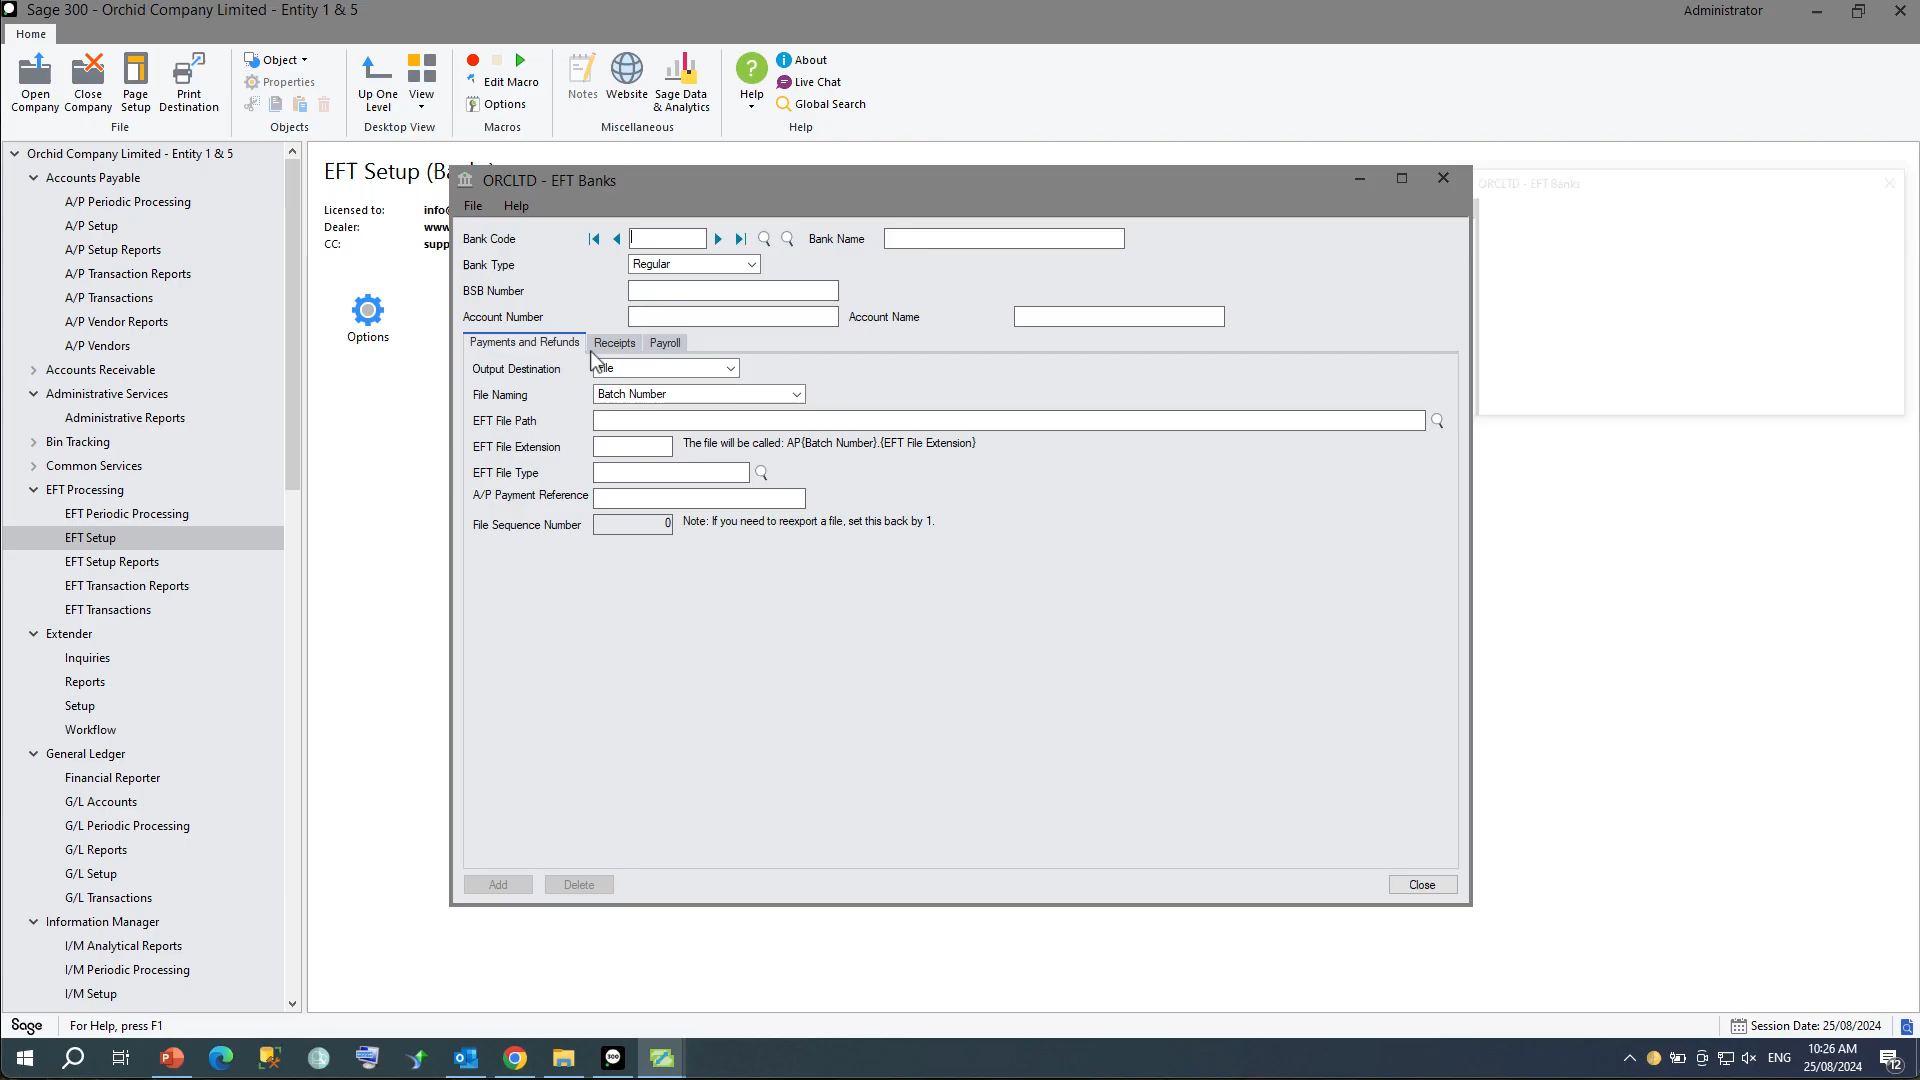 Sage 300 - Orchid Company Limited - Entity 1 & 5
Administrator
Home
Open Company
Close Company
Page Setup
Print Destination
File
Object
Properties
Objects
Up One Level
View
Desktop View
Edit Macro
Options
Macros
Notes
Website
Sage Data & Analytics
Miscellaneous
Help
About
Live Chat
Global Search
Help
Orchid Company Limited - Entity 1 & 5
Accounts Payable
A/P Periodic Processing
A/P Setup
A/P Setup Reports
A/P Transaction Reports
A/P Transactions
A/P Vendor Reports
A/P Vendors
Accounts Receivable
Administrative Services
Administrative Reports
Bin Tracking
Common Services
EFT Processing
EFT Periodic Processing
EFT Setup
EFT Setup Reports
EFT Transaction Reports
EFT Transactions
Extender
Inquiries
Reports
Setup
Workflow
General Ledger
Financial Reporter
G/L Accounts
G/L Periodic Processing
G/L Reports
G/L Setup
G/L Transactions
Information Manager
I/M Analytical Reports
I/M Periodic Processing
I/M Setup
EFT Setup
Licensed to:
Dealer: www
CC: supp
Options
ORCLTD - EFT Banks
ORCLTD - EFT Banks
File Help
Bank Code
Bank Name
Bank Type Regular
BSB Number
Account Number
Account Name
Payments and Refunds Receipts Payroll
Output Destination
File Naming Batch Number
EFT File Path
EFT File Extension The file will be called: AP{Batch Number}.{EFT File Extension}
EFT File Type
A/P Payment Reference
File Sequence Number 0 Note: If you need to reexport a file, set this back by 1.
Add Delete Close
Sage For Help, press F1
Session Date: 25/08/2024
300
ENG
10:26 AM
25/08/2024
12